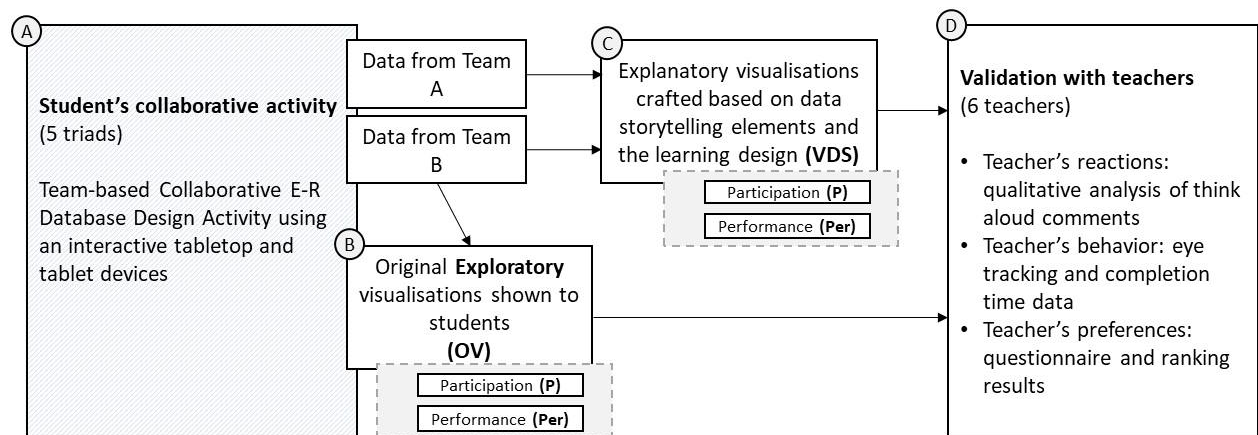 A
Student’s collaborative activity
(5 triads)
Team-based Collaborative E-R
Database Design Activity using
an interactive tabletop and
tablet devices
Data from Team
A
Data from Team
B
B
Original Exploratory
visualisations shown to
students
(OV)
Participation (P)
Performance (Per)
C
Explanatory visualisations
crafted based on data
storytelling elements and
the learning design (VDS)
Participation (P)
Performance (Per)
D
Validation with teachers
(6 teachers)
• Teacher’s reactions:
qualitative analysis of think
aloud comments
• Teacher’s behavior: eye
tracking and completion
time data
• Teacher’s preferences:
questionnaire and ranking
results